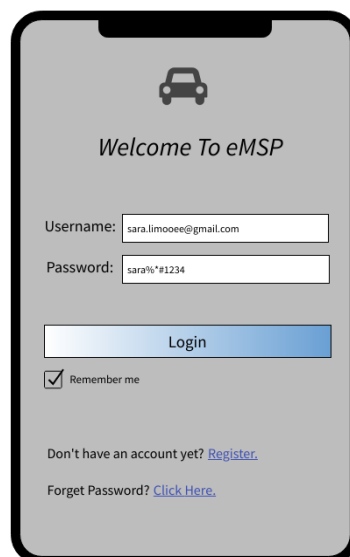 Welcome To eMSP
Username: sara.limooee@gmail.com
Password: sara%*#1234
Login
Remember me
Don't have an account yet? Register.
Forget Password? Click Here.